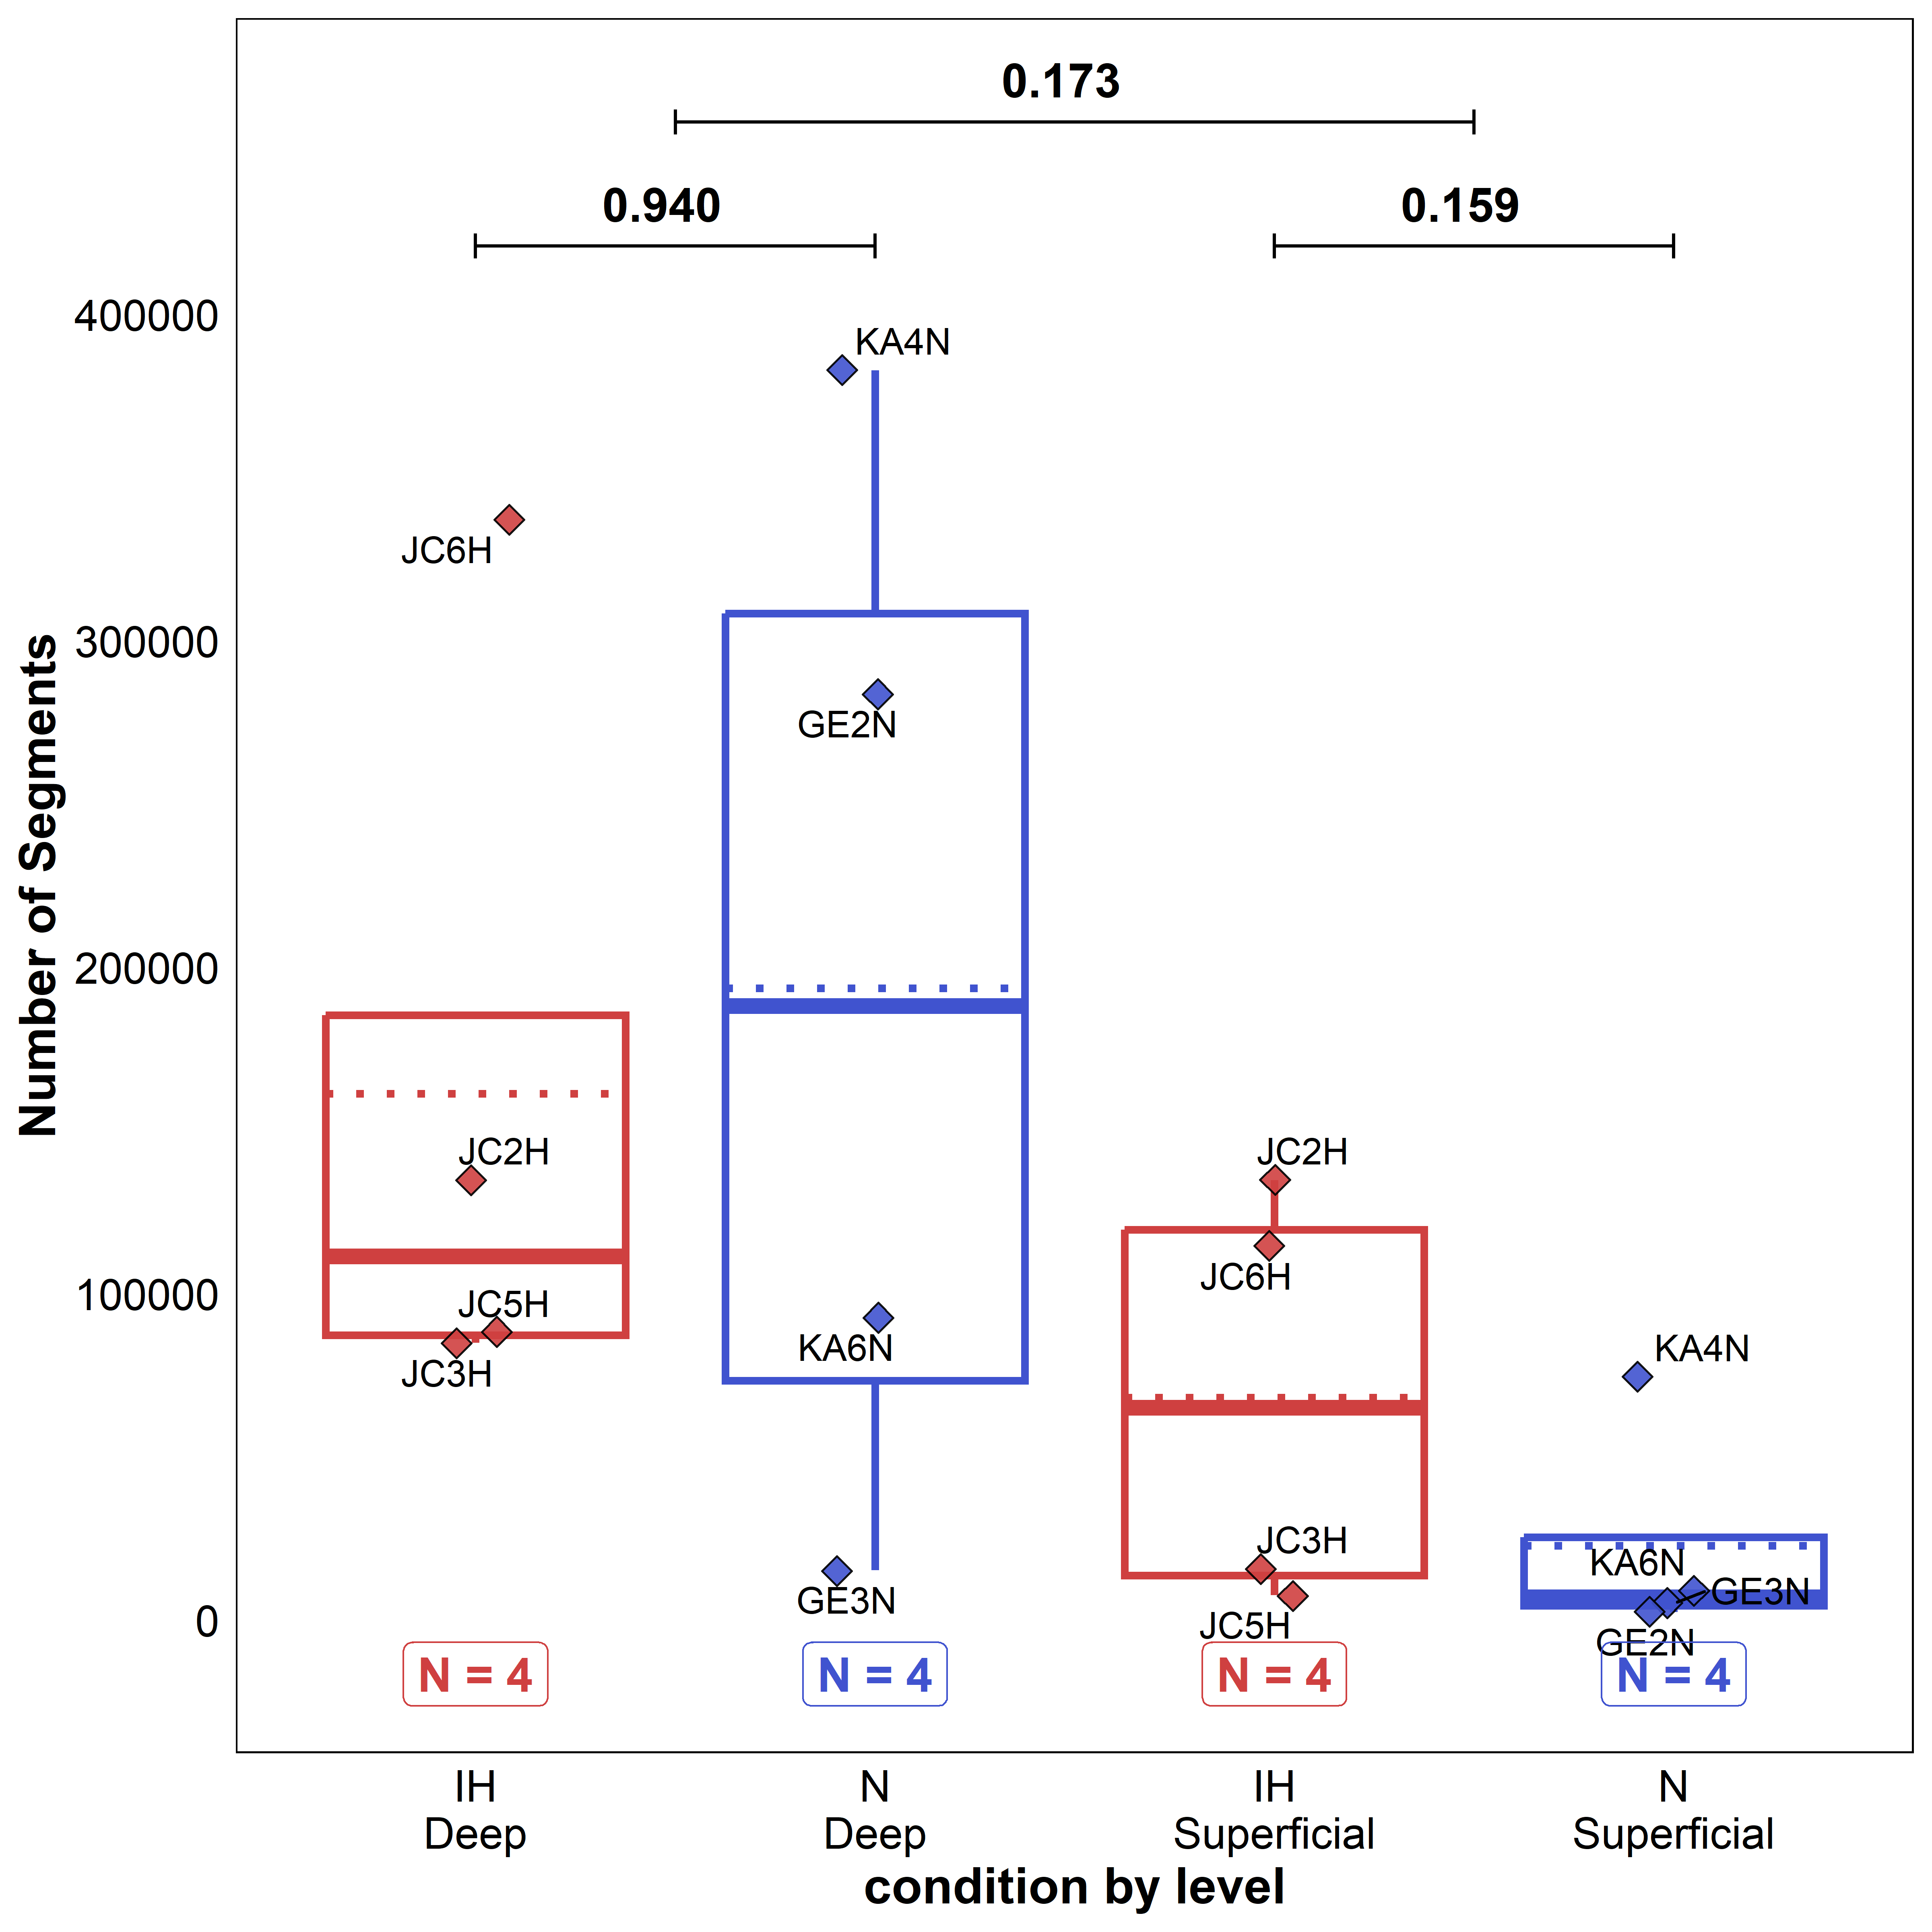 0.173
0.940
0.159
400000
300000
200000
100000
0
Number of Segments
KA4N
JC6H
GE2N
JC2H
JC5H
JC3H
KA6N
GE3N
JC2H
JC6H
JC3H
JC5H
KA4N
KA6N
GE3N
GE2N
N = 4
N = 4
N = 4
N = 4
IH
Deep
N
Deep
IH
Superficial
N
Superficial
condition by level